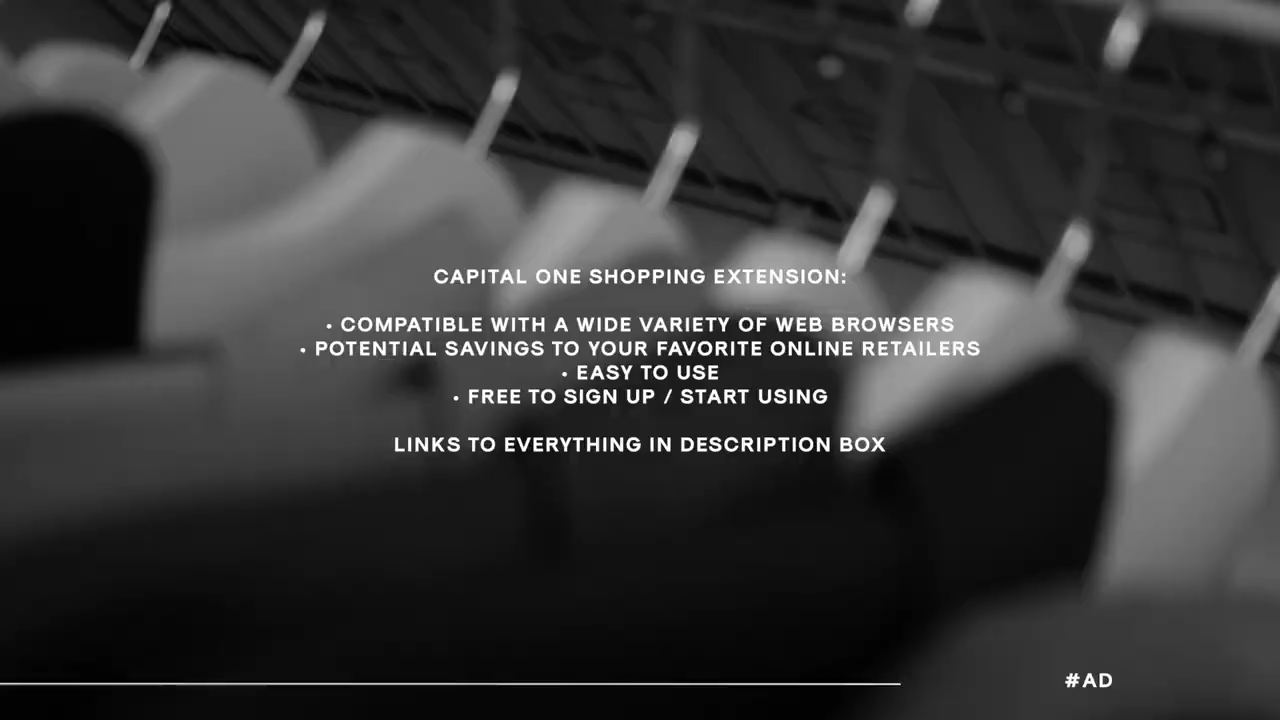 CAPITAL ONE SHOPPING EXTENSION:
• COMPATIBLE WITH A WIDE VARIETY OF WEB BROWSERS
• POTENTIAL SAVINGS TO YOUR FAVORITE ONLINE RETAILERS
• EASY TO USE
• FREE TO SIGN UP / START USING
LINKS TO EVERYTHING IN DESCRIPTION BOX
#AD